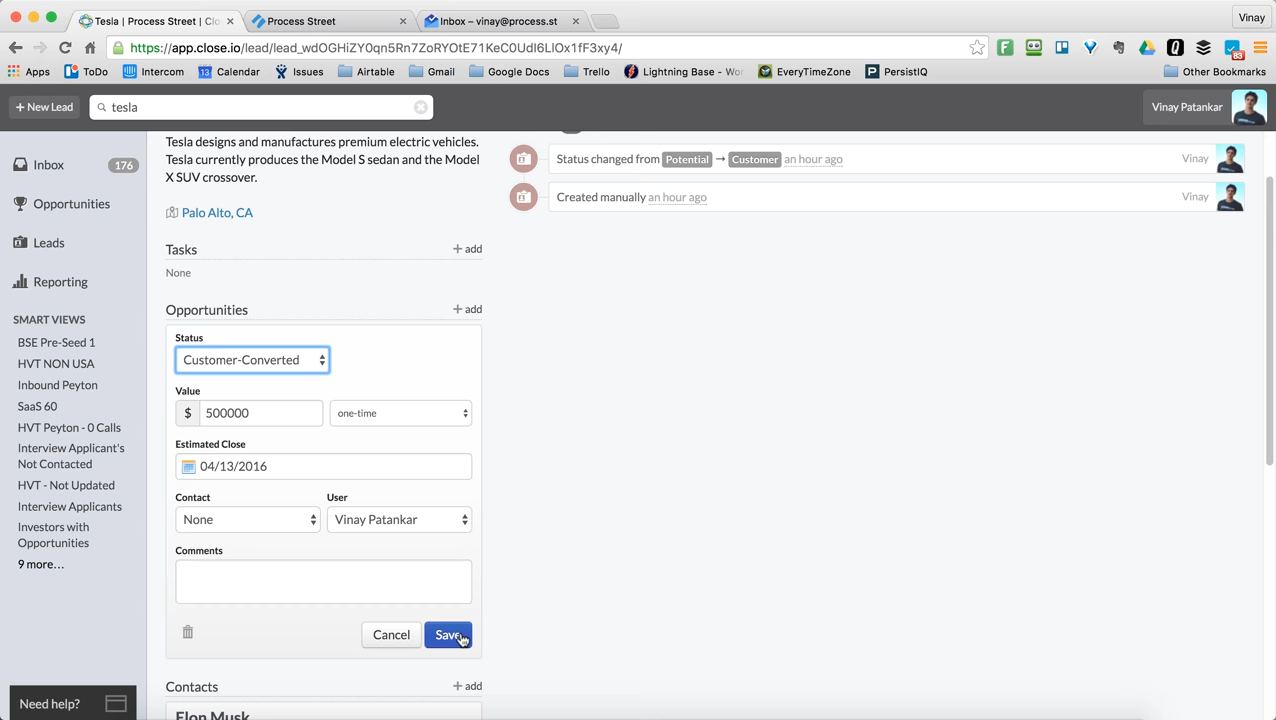 Tesla | Process Street | Clo
Process Street
Inbox – vinay@process.st
Vinay
https://app.close.io/lead/lead_wdOGHiZY0qn5Rn7ZoRYOtE71KeC0UdI6LlOx1fF3xy4/
Apps
ToDo
Intercom
13 Calendar
Issues
Airtable
Gmail
Google Docs
Trello
Lightning Base - Wo
EveryTimeZone
PersistIQ
83
Other Bookmarks
+ New Lead
tesla
Vinay Patankar
Inbox 176
Opportunities
Leads
Reporting
SMART VIEWS
BSE Pre-Seed 1
HVT NON USA
Inbound Peyton
SaaS 60
HVT Peyton - 0 Calls
Interview Applicant's
Not Contacted
HVT - Not Updated
Interview Applicants
Investors with
Opportunities
9 more...
Need help?
Tesla designs and manufactures premium electric vehicles.
Tesla currently produces the Model S sedan and the Model
X SUV crossover.
Palo Alto, CA
Tasks + add
None
Opportunities + add
Status
Customer-Converted
Value
$ 500000 one-time
Estimated Close
04/13/2016
Contact User
None Vinay Patankar
Comments
Cancel Save
Contacts + add
Elon Musk
Status changed from Potential → Customer an hour ago Vinay
Created manually an hour ago Vinay